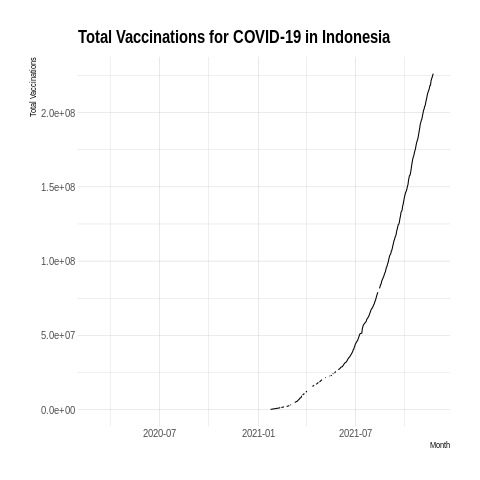 Total Vaccinations for COVID-19 in Indonesia
Total Vaccinations
2.0e+08
1.5e+08
1.0e+08
5.0e+07
0.0e+00
2020-07
2021-01
2021-07
Month